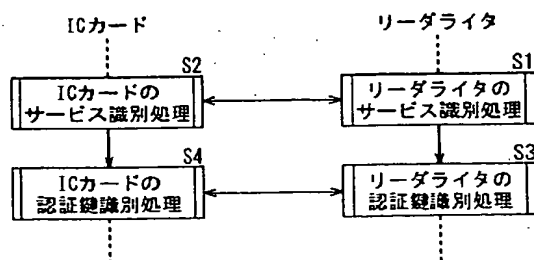 ICカード
リーダライタ
S2
ICカードの
サービス識別処理
S1
リーダライタの
サービス識別処理
S4
ICカードの
認証鍵識別処理
S3
リーダライタの
認証鍵識別処理